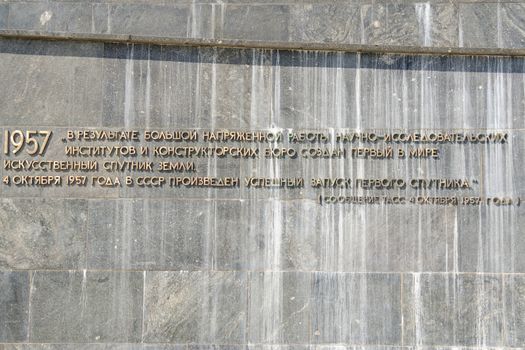 1957 „В РЕЗУЛЬТАТЕ БОЛЬШОЙ НАПРЯЖЕННОЙ РАБОТЫ НАУЧНО-ИССЛЕДОВАТЕЛЬСКИХ
ИНСТИТУТОВ И КОНСТРУКТОРСКИХ БЮРО СОЗДАН ПЕРВЫЙ В МИРЕ
ИСКУССТВЕННЫЙ СПУТНИК ЗЕМЛИ.
4 ОКТЯБРЯ 1957 ГОДА В СССР ПРОИЗВЕДЕН УСПЕШНЫЙ ЗАПУСК ПЕРВОГО СПУТНИКА.“
(СООБЩЕНИЕ ТАСС 4 ОКТЯБРЯ 1957 ГОДА)